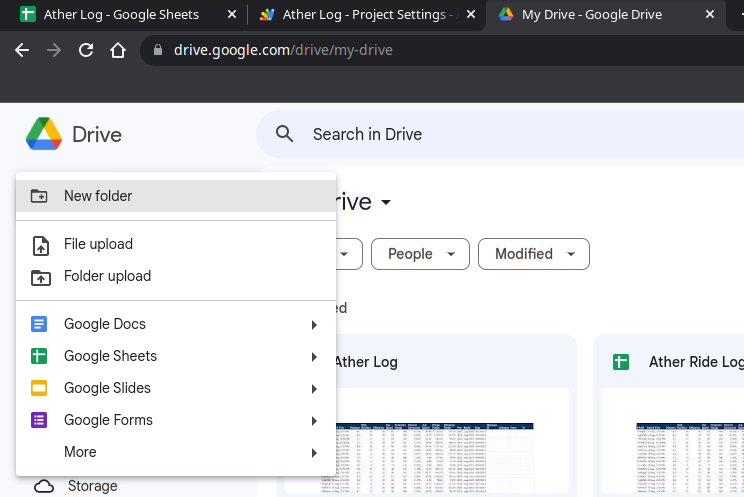 Ather Log - Google Sheets
Ather Log - Project Settings -
My Drive - Google Drive
drive.google.com/drive/my-drive
Drive
Search in Drive
New folder
rive
File upload
People
Modified
Folder upload
ed
Google Docs
Google Sheets
Ather Log
Ather Ride Log
Google Slides
Google Forms
More
Storage